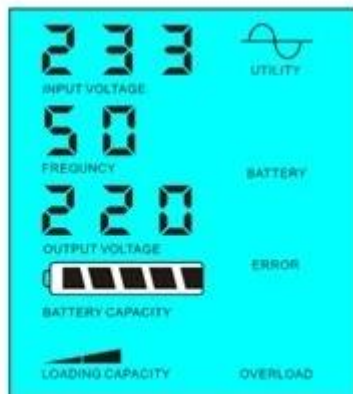 233
UTILITY
INPUT VOLTAGE
50
FREQUNCY
BATTERY
220
OUTPUT VOLTAGE
ERROR
BATTERY CAPACITY
LOADING CAPACITY
OVERLOAD